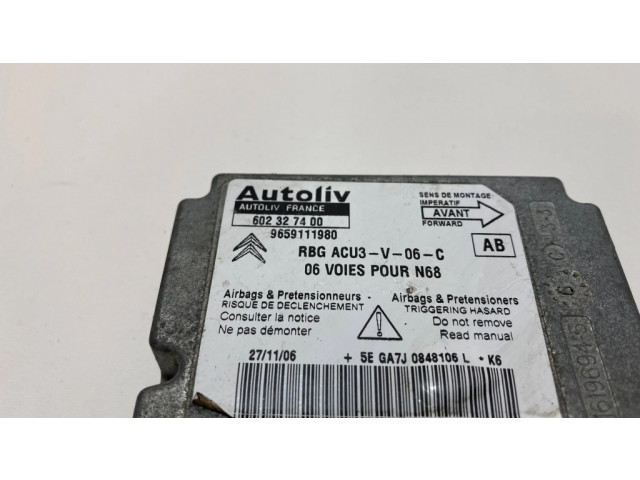 Autoliv
AUTOLIV FRANCE
602 32 74 00
9659111980
SENS DE MONTAGE
IMPERATIF
AVANT
FORWARD
AB
RBG ACU3-V-06-C
06 VOIES POUR N68
Airbags & Pretensionneurs - Airbags & Pretensioners
RISQUE DE DECLENCHEMENT
TRIGGERING HASARD
Consulter la notice
Do not remove
Ne pas démonter
Read manual
27/11/06 + 5E GA7J 0848106 L * K6